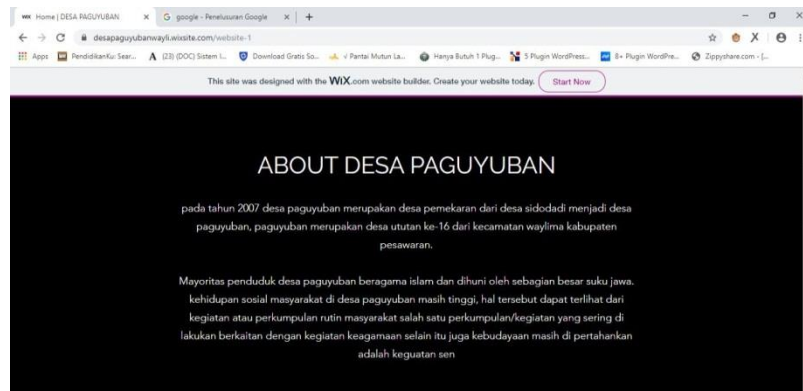 Home | DESA PAGUYUBAN
google - Penelusuran Google
desapaguyubanwayli.wixsite.com/website-1
Apps
PendidikanKu: Sear...
(23) (DOC) Sistem I...
Download Gratis So...
√ Pantai Mutun La...
Hanya Butuh 1 Plug...
5 Plugin WordPress...
8+ Plugin WordPre...
Zippyshare.com - [...
This site was designed with the WiX.com website builder. Create your website today.
Start Now
ABOUT DESA PAGUYUBAN
pada tahun 2007 desa paguyuban merupakan desa pemekaran dari desa sidodadi menjadi desa
paguyuban, paguyuban merupakan desa ututan ke-16 dari kecamatan waylima kabupaten
pesawaran.
Mayoritas penduduk desa paguyuban beragama islam dan dihuni oleh sebagian besar suku jawa.
kehidupan sosial masyarakat di desa paguyuban masih tinggi, hal tersebut dapat terlihat dari
kegiatan atau perkumpulan rutin masyarakat salah satu perkumpulan/kegiatan yang sering di
lakukan berkaitan dengan kegiatan keagamaan selain itu juga kebudayaan masih di pertahankan
adalah keguatan sen